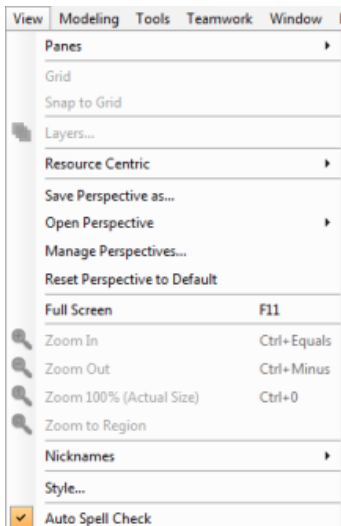 View Modeling Tools Teamwork Window
Panes
Grid
Snap to Grid
Layers...
Resource Centric
Save Perspective as...
Open Perspective
Manage Perspectives...
Reset Perspective to Default
Full Screen F11
Zoom In Ctrl+Equals
Zoom Out Ctrl+Minus
Zoom 100% (Actual Size) Ctrl+0
Zoom to Region
Nicknames
Style...
Auto Spell Check